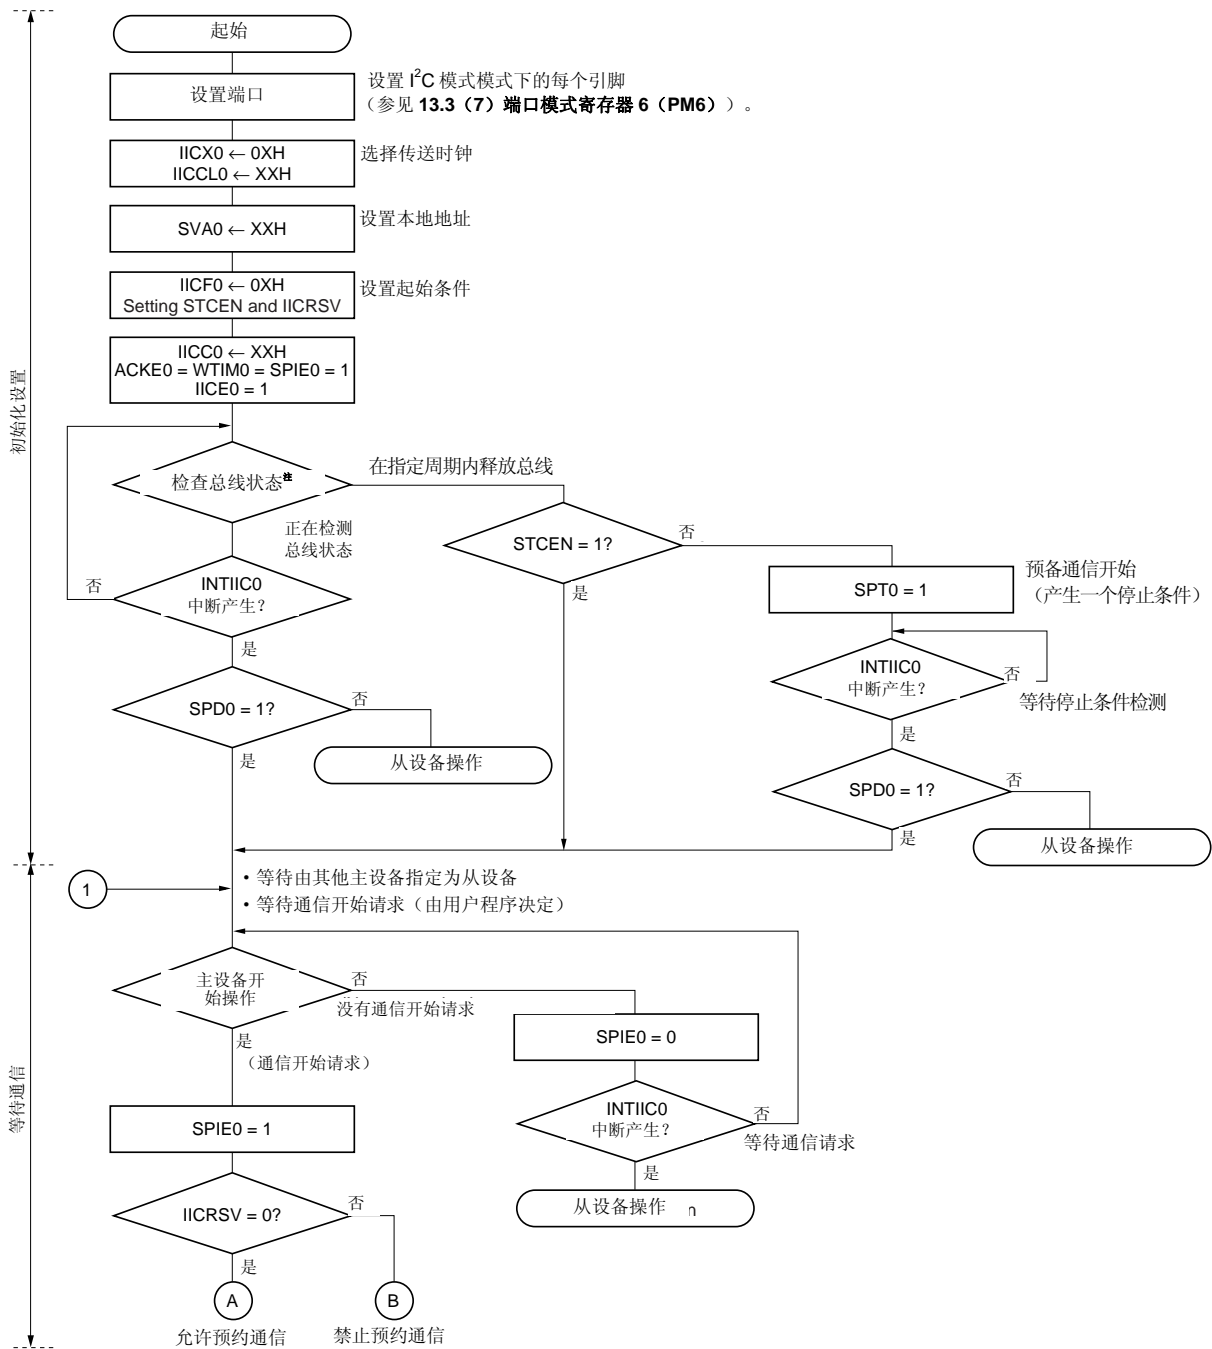 起始
设置端口
设置 I²C 模式模式下的每个引脚
（参见 13.3（7）端口模式寄存器 6（PM6））。
IICX0 ← 0XH
IICCL0 ← XXH
选择传送时钟
SVA0 ← XXH
设置本地地址
IICF0 ← 0XH
Setting STCEN and IICRSV
设置起始条件
IICC0 ← XXH
ACKE0 = WTIM0 = SPIE0 = 1
IICE0 = 1
初始化设置
检查总线状态注
在指定周期内释放总线
正在检测
总线状态
STCEN = 1?
否
是
SPT0 = 1
预备通信开始
（产生一个停止条件）
INTIIC0
中断产生？
否
是
INTIIC0
中断产生？
否
等待停止条件检测
是
SPD0 = 1?
否
是
从设备操作
SPD0 = 1?
否
是
从设备操作
1
• 等待由其他主设备指定为从设备
• 等待通信开始请求（由用户程序决定）
等待通信
主设备开
始操作
否
没有通信开始请求
是
（通信开始请求）
SPIE0 = 0
INTIIC0
中断产生？
否
等待通信请求
是
从设备操作 n
SPIE0 = 1
IICRSV = 0?
否
是
A
B
允许预约通信
禁止预约通信